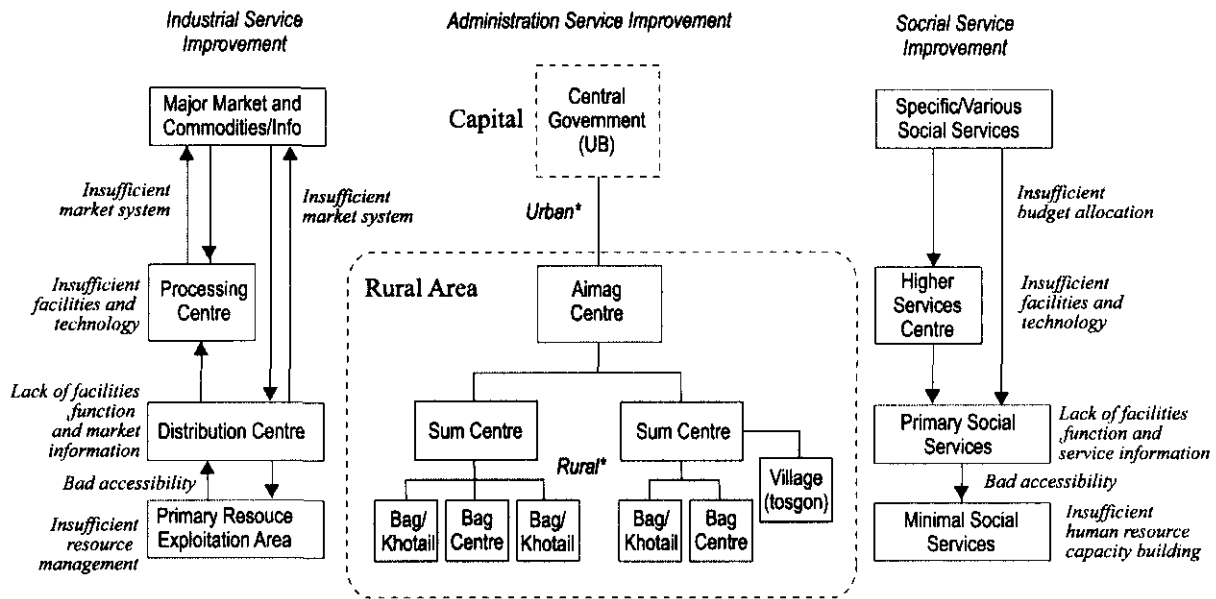 Industrial Service
Improvement
Administration Service Improvement
Socrial Service
Improvement
Major Market and
Commodities/Info
Capital
Central
Government
(UB)
Specific/Various
Social Services
Insufficient
market system
Insufficient
market system
Urban*
Insufficient
budget allocation
Insufficient
facilities and
technology
Processing
Centre
Rural Area
Aimag
Centre
Higher
Services
Centre
Insufficient
facilities and
technology
Lack of facilities
,function
and market
information
Distribution Centre
Sum Centre
Sum Centre
Primary Social
Services
Lack of facilities
,function and
service information
Bad accessibility
Rural*
Village
(tosgon)
Bad accessibility
Insufficient
resource
management
Primary Resouce
Exploitation Area
Bag/
Khotail
Bag
Centre
Bag/
Khotail
Bag/
Khotail
Bag
Centre
Minimal Social
Services
Insufficient
human resource
capacity building